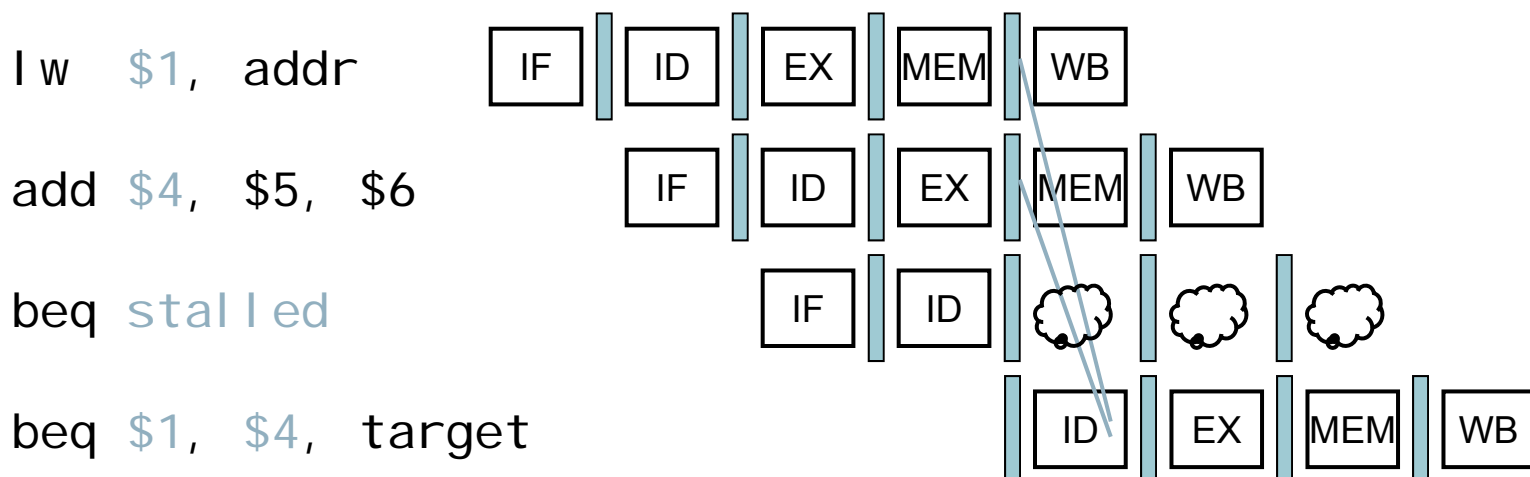 lw $1, addr IF ID EX MEM WB
add $4, $5, $6 IF ID EX MEM WB
beq stalled IF ID
beq $1, $4, target ID EX MEM WB